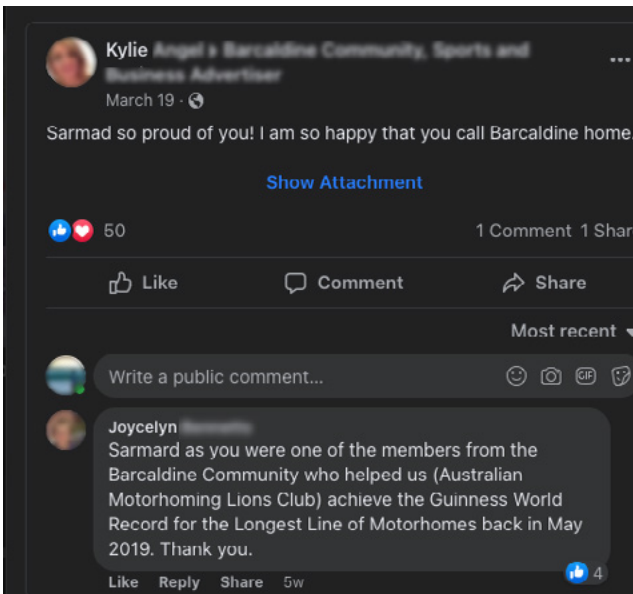 Kylie
March 19 ·
Sarmad so proud of you! I am so happy that you call Barcaldine home.
Show Attachment
50
1 Comment 1 Shar
Like Comment Share
Most recent
Write a public comment...
GIF
Joycelyn
Sarmard as you were one of the members from the
Barcaldine Community who helped us (Australian
Motorhoming Lions Club) achieve the Guinness World
Record for the Longest Line of Motorhomes back in May
2019. Thank you.
4
Like Reply Share 5w